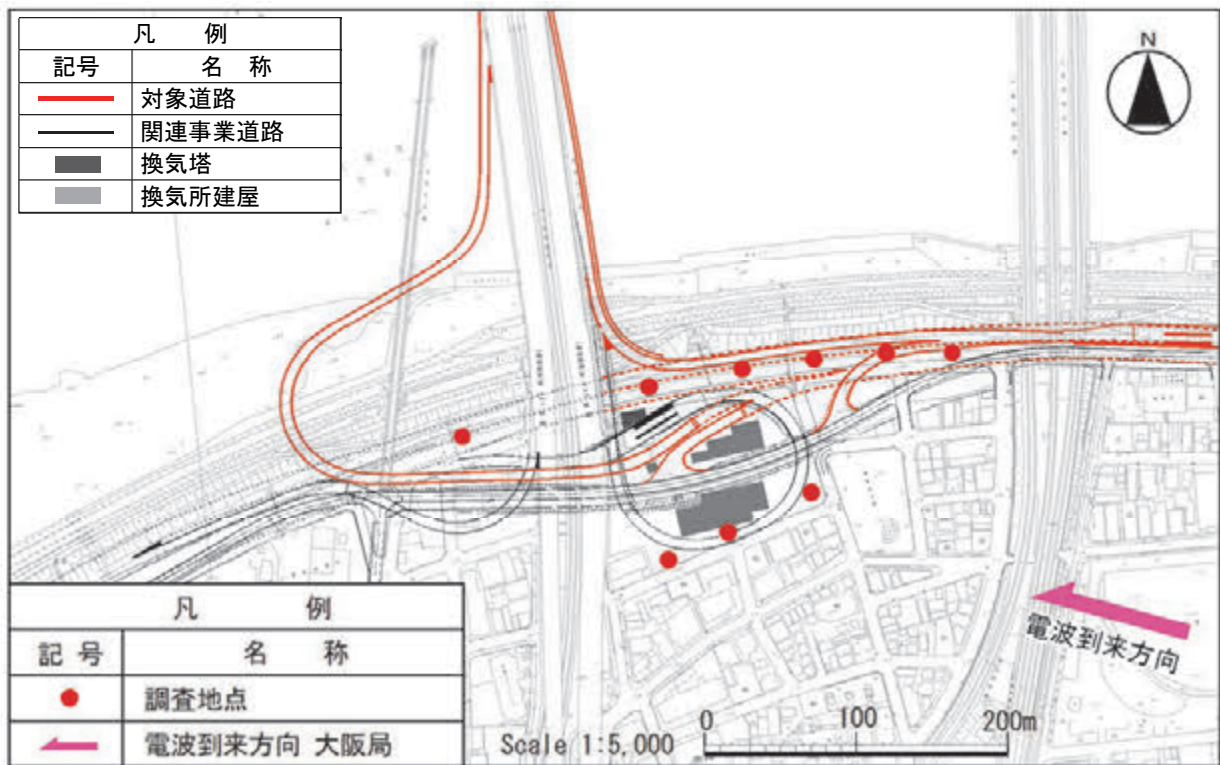 凡 例
記号 名 称
対象道路
関連事業道路
換気塔
換気所建屋
N
電波到来方向
凡 例
記 号 名 称
調査地点
電波到来方向 大阪局
Scale 1:5,000
0 100 200m